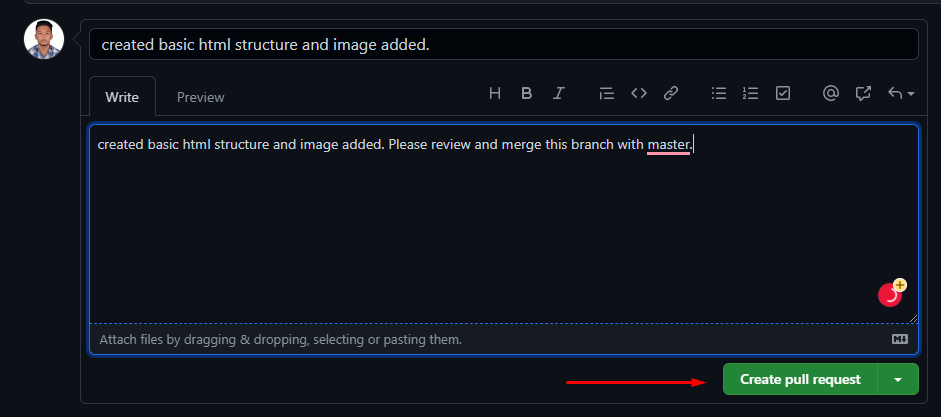 created basic html structure and image added.
Write Preview
created basic html structure and image added. Please review and merge this branch with master.
Attach files by dragging & dropping, selecting or pasting them.
Create pull request